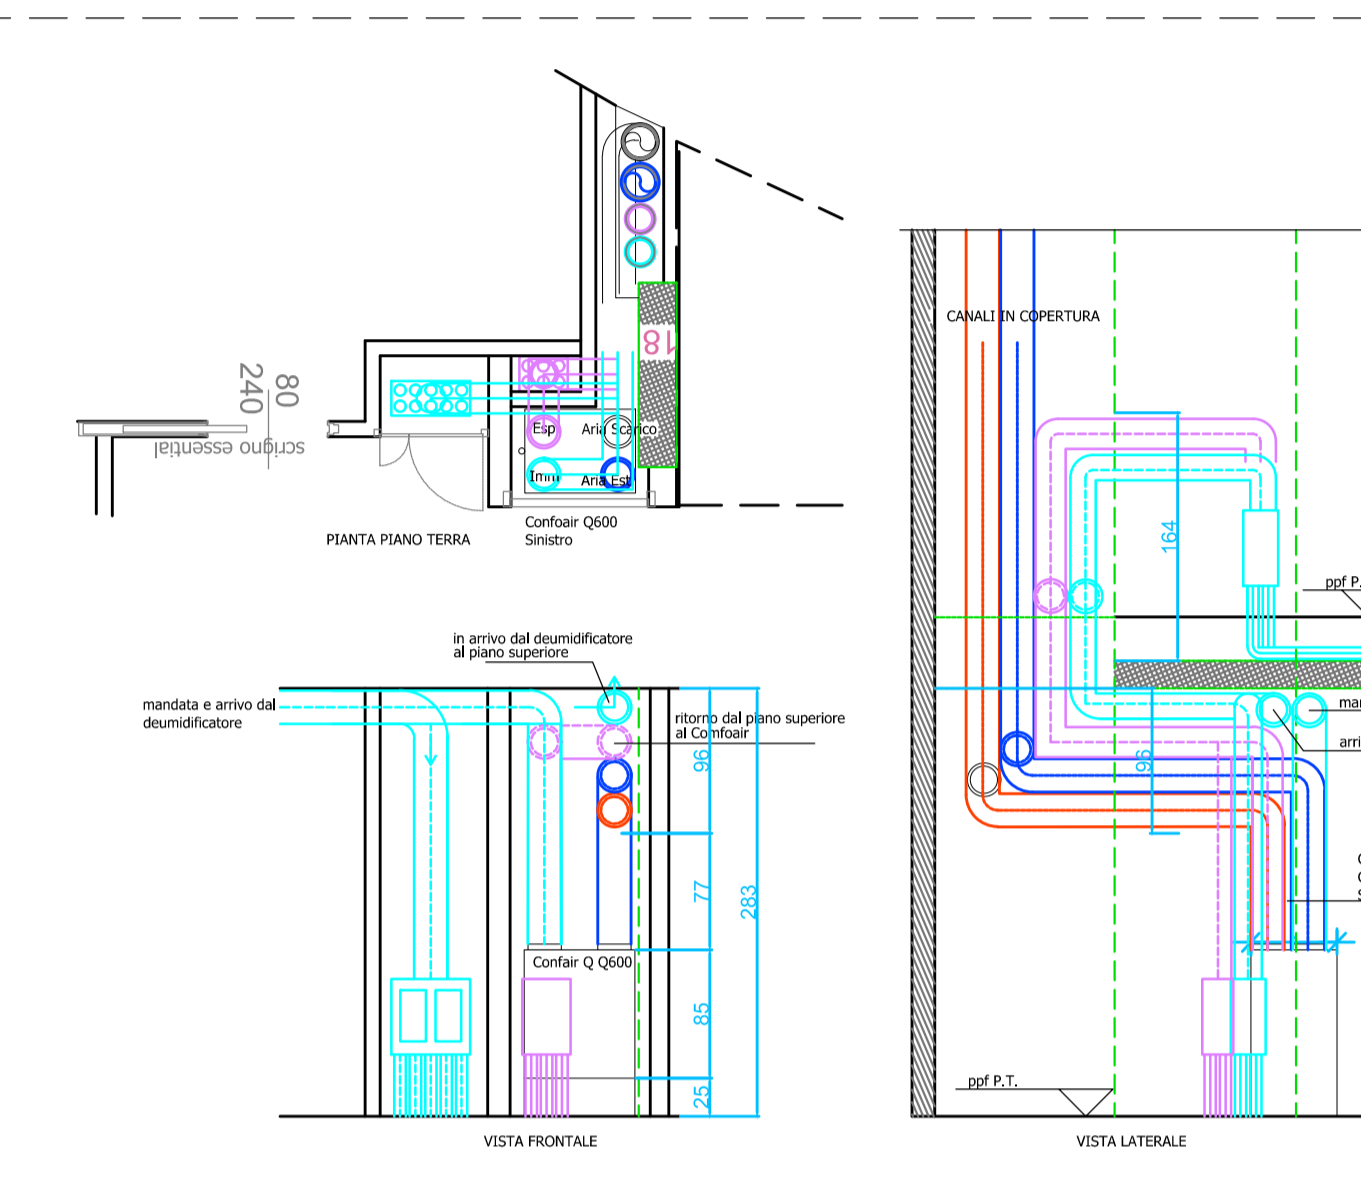 18
80
240
scrigno essential
Esp
Aria Scarico
Imm
Aria Est
PIANTA PIANO TERRA
Confoair Q600
Sinistro
CANALI IN COPERTURA
164
ppf P.
in arrivo dal deumidificatore
al piano superiore
mandata e arrivo dal
deumidificatore
ritorno dal piano superiore
al Comfoair
96
77
283
Confair Q Q600
85
25
VISTA FRONTALE
96
mar
arri
ppf P.T.
VISTA LATERALE